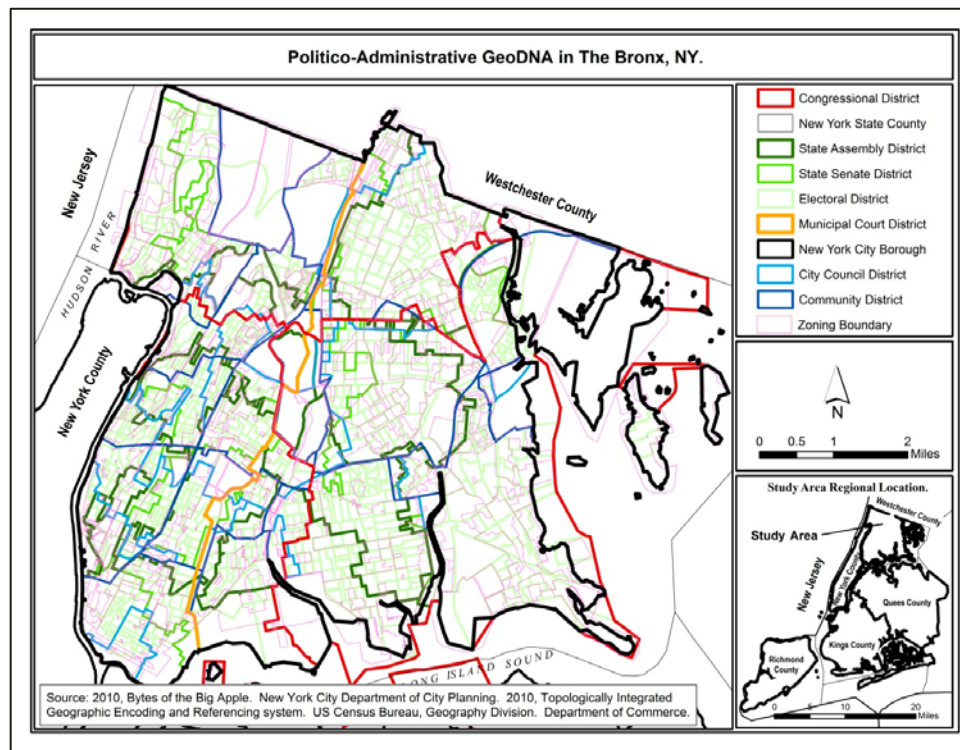 Politico-Administrative GeoDNA in The Bronx, NY.
New Jersey
HUDSON RIVER
New York County
Westchester County
LONG ISLAND SOUND
Source: 2010, Bytes of the Big Apple. New York City Department of City Planning. 2010, Topologically Integrated
Geographic Encoding and Referencing system. US Census Bureau, Geography Division. Department of Commerce.
Congressional District
New York State County
State Assembly District
State Senate District
Electoral District
Municipal Court District
New York City Borough
City Council District
Community District
Zoning Boundary
N
0 0.5 1 2
Miles
Study Area Regional Location.
Westchester County
Study Area
New Jersey
New York County
Quees County
Kings County
Richmond
County
0 5 10 20
Miles